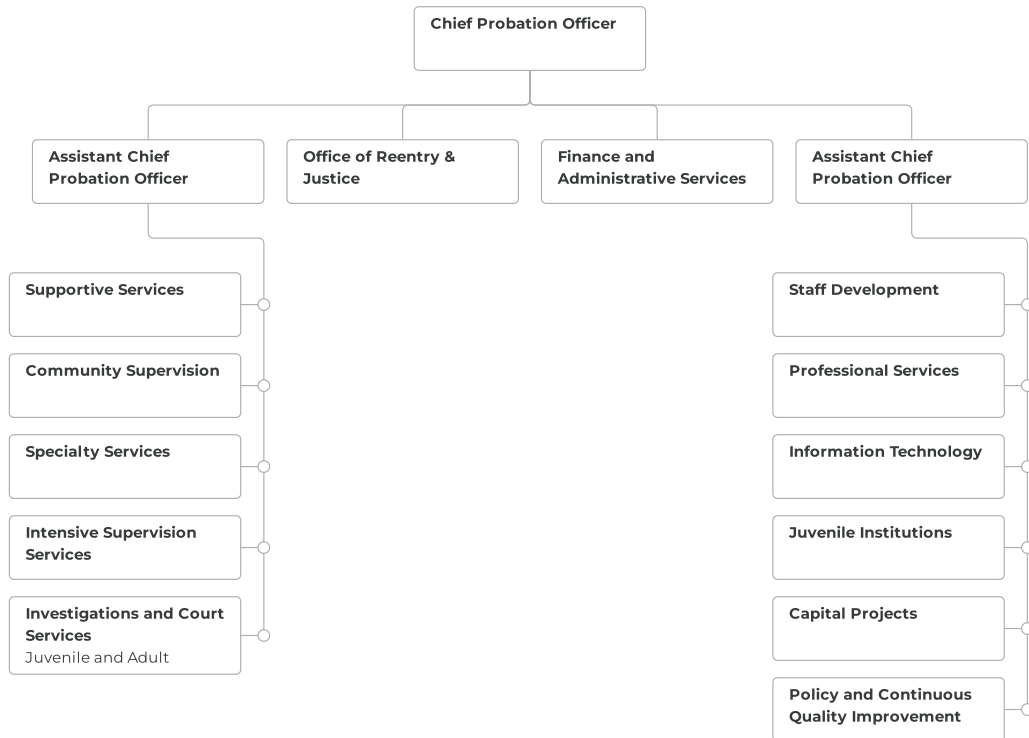 Chief Probation Officer
Assistant Chief
Probation Officer
Office of Reentry &
Justice
Finance and
Administrative Services
Assistant Chief
Probation Officer
Supportive Services
Community Supervision
Specialty Services
Intensive Supervision
Services
Investigations and Court
Services
Juvenile and Adult
Staff Development
Professional Services
Information Technology
Juvenile Institutions
Capital Projects
Policy and Continuous
Quality Improvement